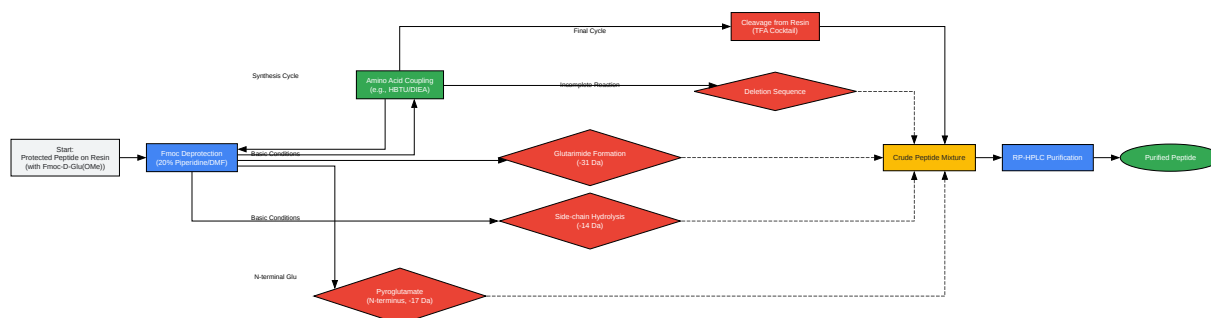 Cleavage from Resin
(TFA Cocktail)
Final Cycle
Synthesis Cycle
Amino Acid Coupling
(e.g., HBTU/DIEA)
Incomplete Reaction
Deletion Sequence
Start:
Protected Peptide on Resin
(with Fmoc-D-Glu(OMe))
Fmoc Deprotection
(20% Piperidine/DMF)
Basic Conditions
Glutarimide Formation
(-31 Da)
Crude Peptide Mixture
RP-HPLC Purification
Purified Peptide
Basic Conditions
Side-chain Hydrolysis
(-14 Da)
N-terminal Glu
Pyroglutamate
(N-terminus, -17 Da)